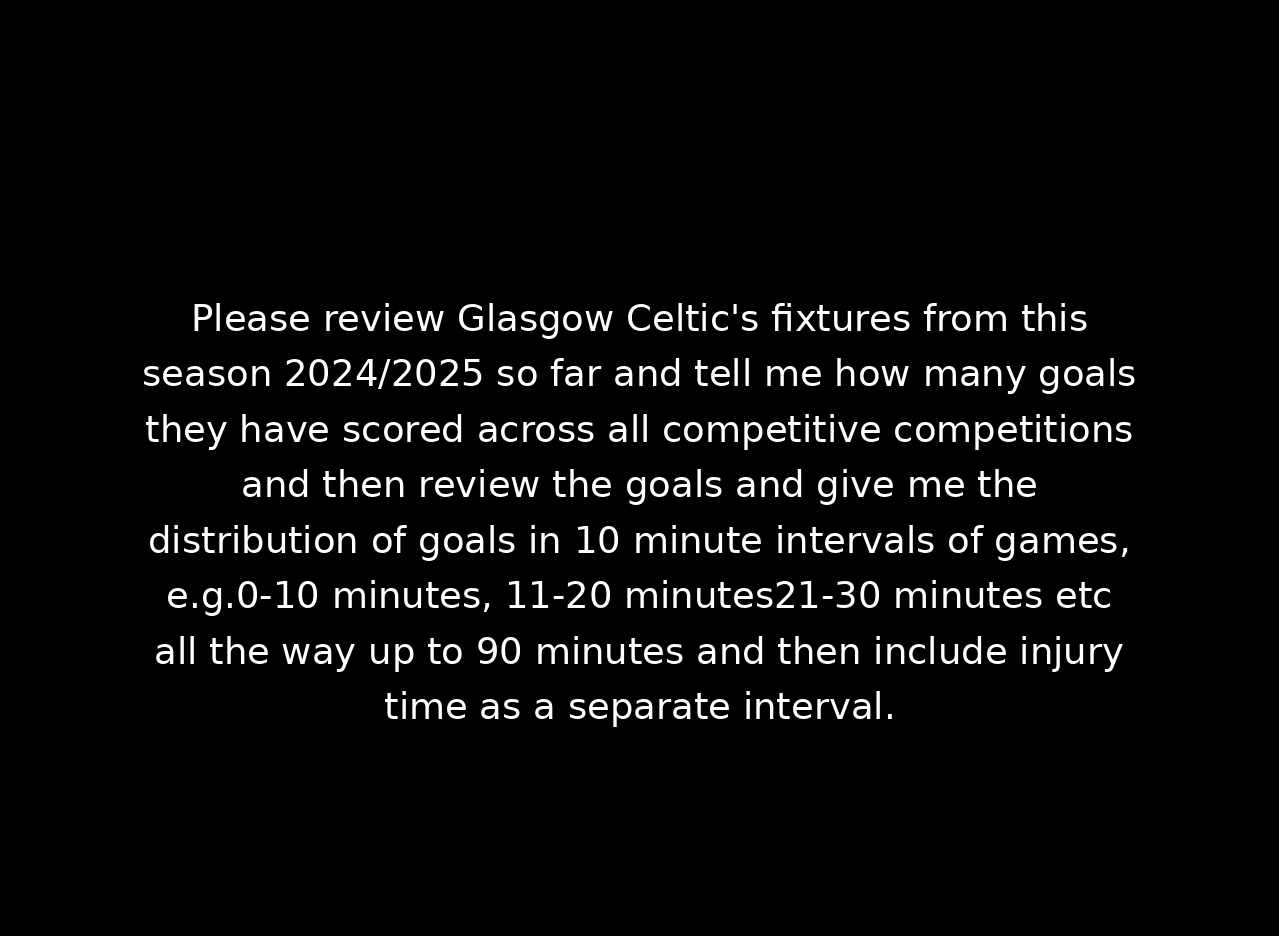 Please review Glasgow Celtic's fixtures from this
season 2024/2025 so far and tell me how many goals
they have scored across all competitive competitions
and then review the goals and give me the
distribution of goals in 10 minute intervals of games,
e.g.0-10 minutes, 11-20 minutes21-30 minutes etc
all the way up to 90 minutes and then include injury
time as a separate interval.